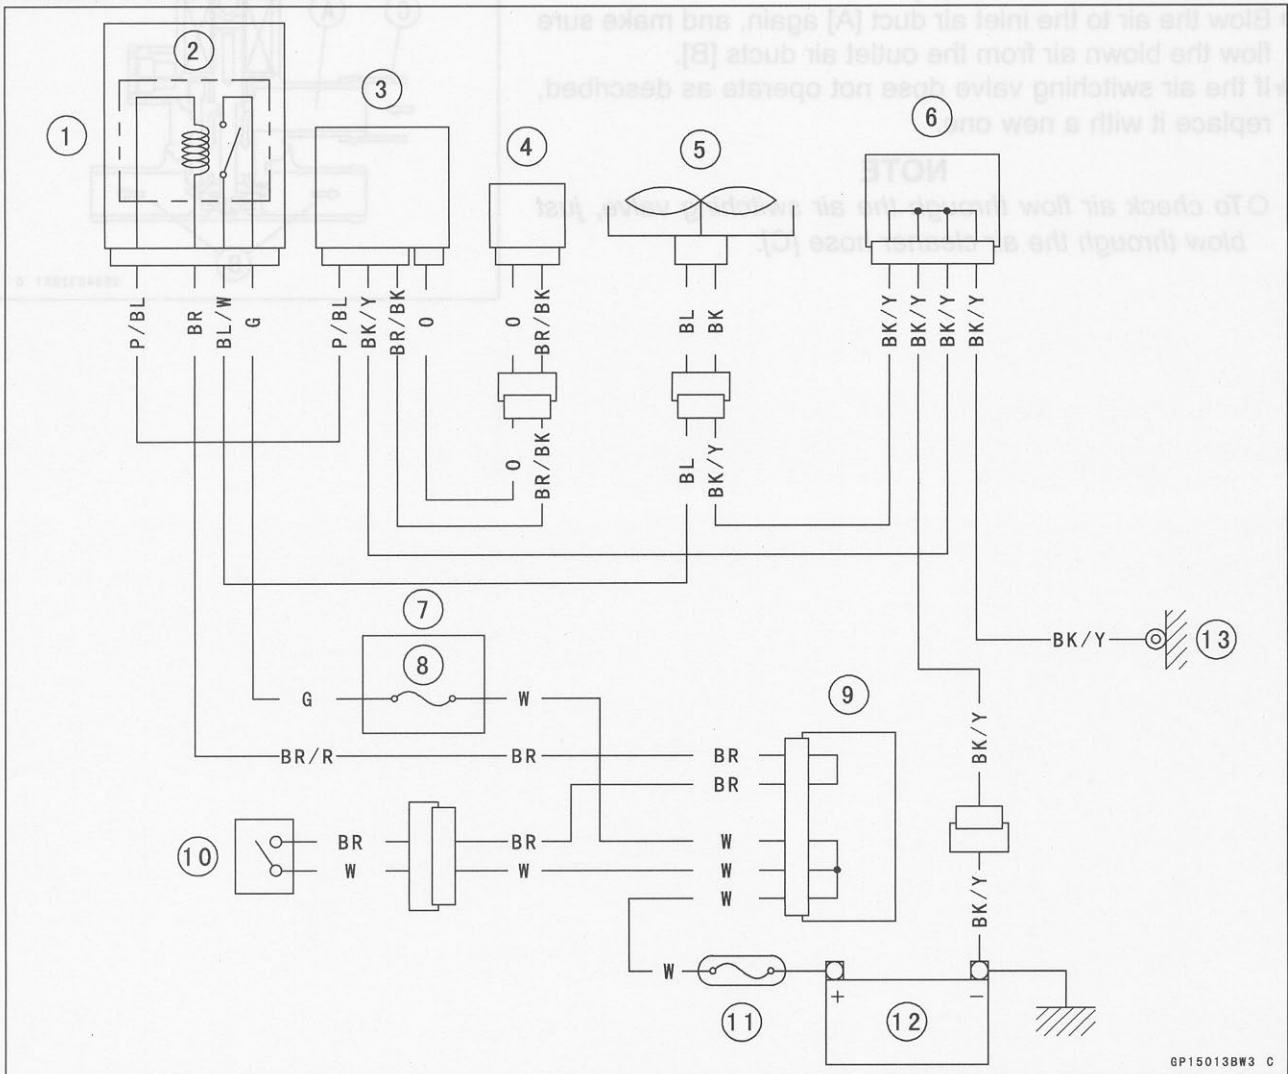 Blow the air to the inlet air duct [A] again, and make sure
flow the blown air from the outlet air ducts [B].
If the air switching valve dose not operate as described,
replace it with a new one.
NOTE
○To check air flow through the air switching valve, just
blow through the air cleaner hose [C].
A
C
B
1
2
3
4
5
6
P/BL
BR
BL/W
G
P/BL
BK/Y
BR/BK
O
O
BR/BK
BL
BK
BK/Y
BK/Y
BK/Y
BK/Y
O
BR/BK
BL
BK/Y
7
8
G
W
9
BK/Y
13
BR/R
BR
BR
BR
BK/Y
10
BR
W
BR
W
W
W
W
BK/Y
W
11
+
12
−
GP15013BW3 C